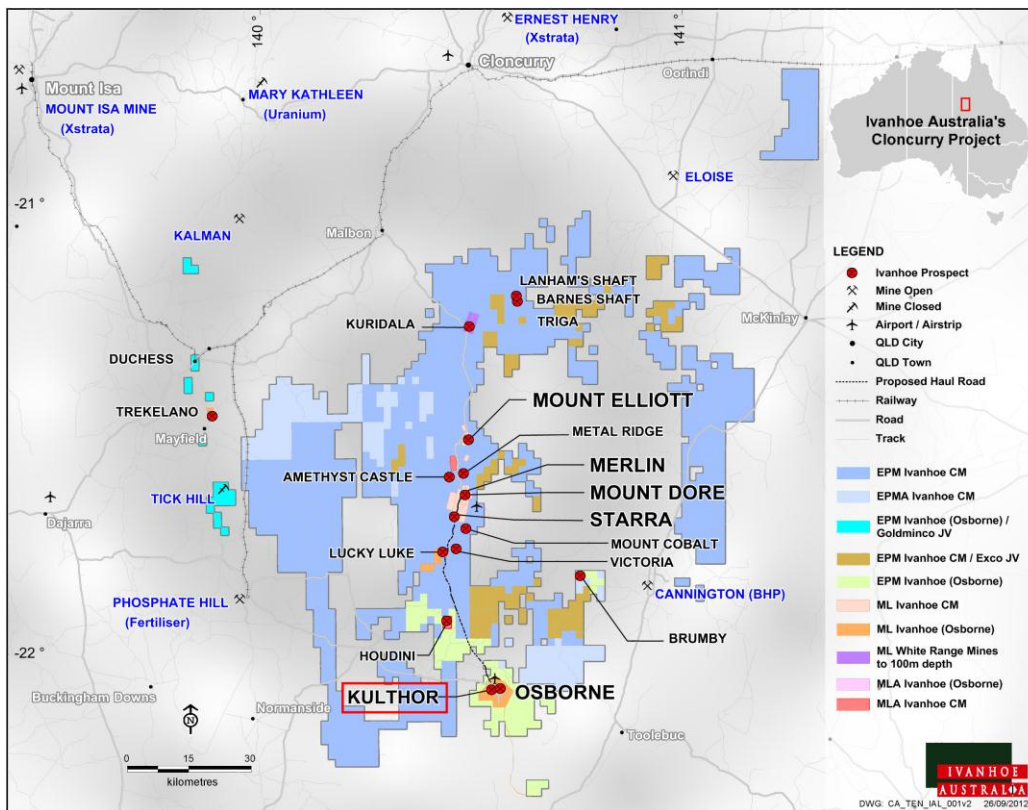 140 °
141 °
ERNEST HENRY
(Xstrata)
Cloncurry
Oorindi
Mount Isa
MOUNT ISA MINE
(Xstrata)
MARY KATHLEEN
(Uranium)
Ivanhoe Australia's
Cloncurry Project
ELOISE
-21 °
KALMAN
Malbon
LANHAM'S SHAFT
BARNES SHAFT
TRIGA
KURIDALA
McKinlay
DUCHESS
TREKELANO
Mayfield
MOUNT ELLIOTT
METAL RIDGE
AMETHYST CASTLE
MERLIN
MOUNT DORE
TICK HILL
STARRA
Dajarra
MOUNT COBALT
LUCKY LUKE
VICTORIA
PHOSPHATE HILL
(Fertiliser)
CANNINGTON (BHP)
BRUMBY
HOUDINI
-22 °
Buckingham Downs
KULTHOR
OSBORNE
Normanside
N
Toolebuc
0 15 30
kilometres
LEGEND
Ivanhoe Prospect
Mine Open
Mine Closed
Airport / Airstrip
QLD City
QLD Town
Proposed Haul Road
Railway
Road
Track
EPM Ivanhoe CM
EPMA Ivanhoe CM
EPM Ivanhoe (Osborne) /
Goldminco JV
EPM Ivanhoe CM / Exco JV
EPM Ivanhoe (Osborne)
ML Ivanhoe CM
ML Ivanhoe (Osborne)
ML White Range Mines
to 100m depth
MLA Ivanhoe (Osborne)
MLA Ivanhoe CM
IVANHOE
AUSTRALIA
DWG: CA_TEN_IAL_001v2